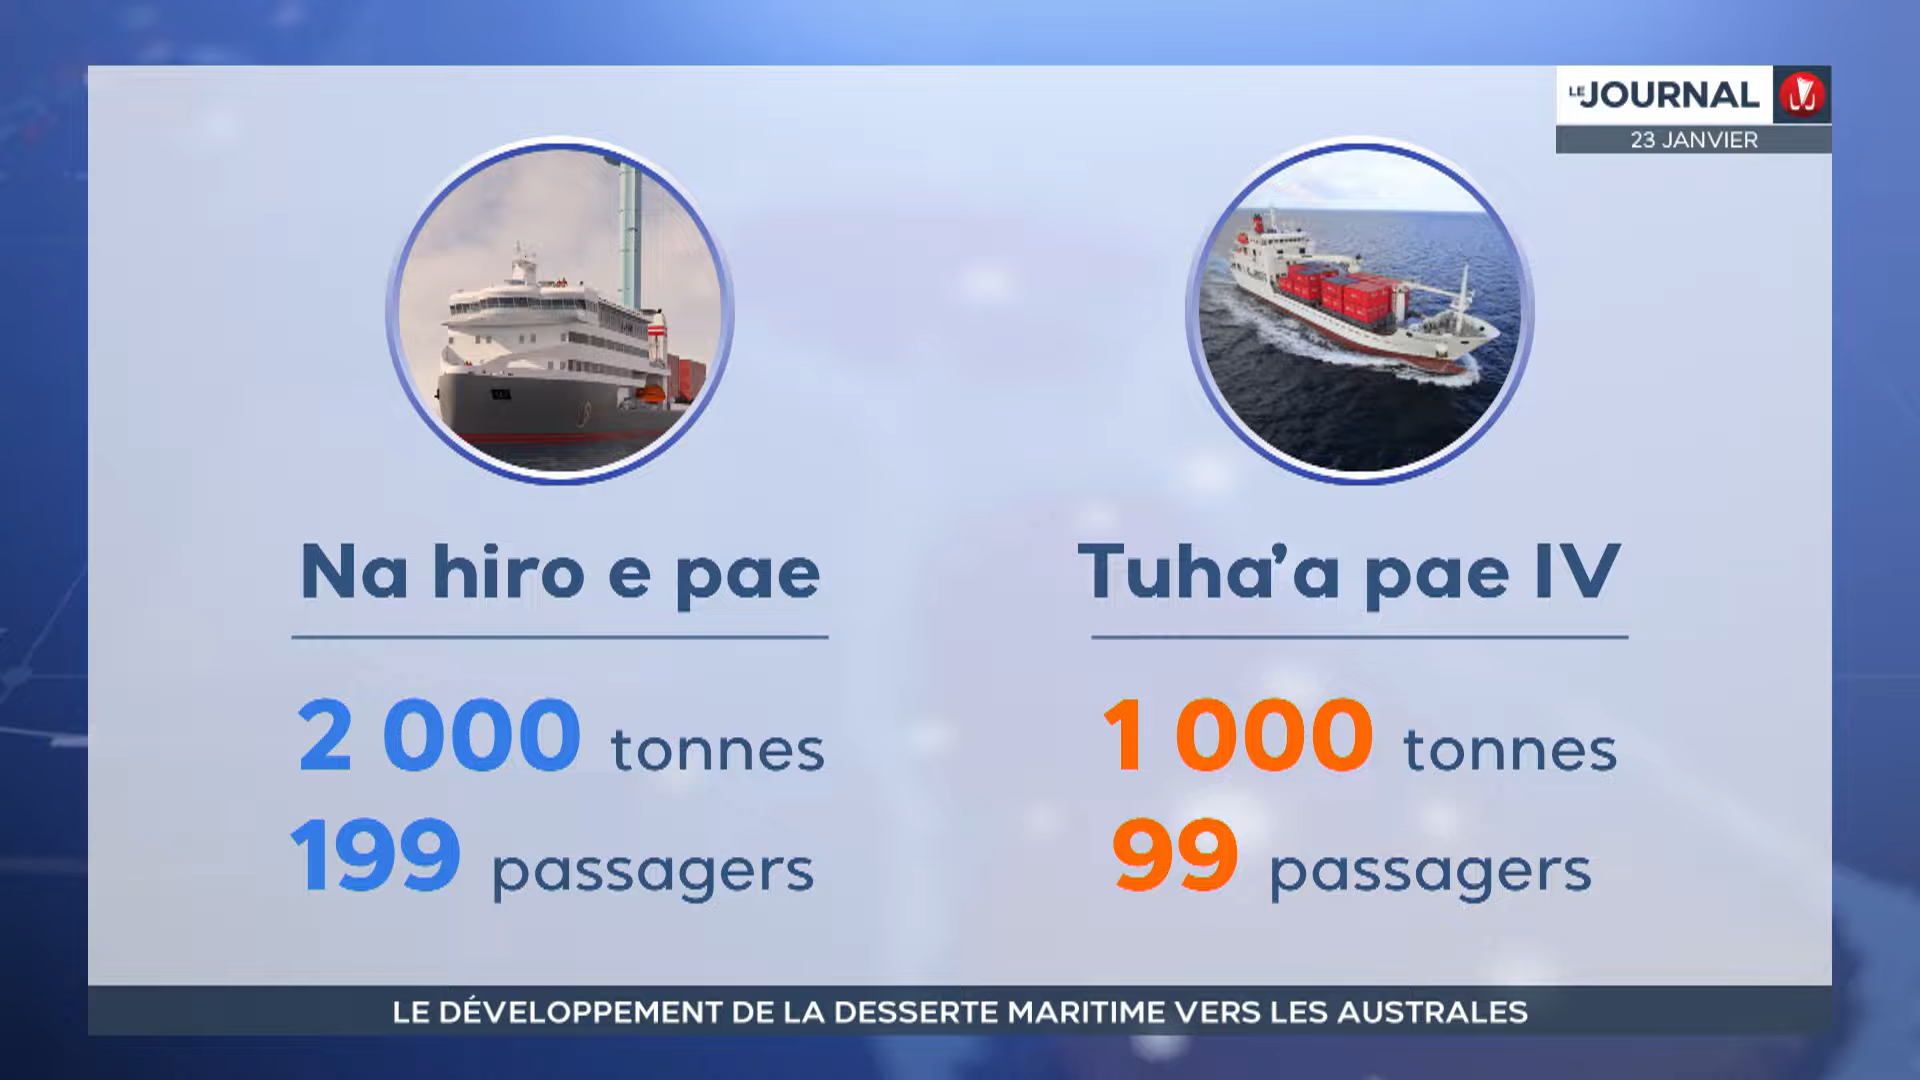 LE JOURNAL
23 JANVIER
Na hiro e pae
2 000 tonnes
199 passagers
Tuha’a pae IV
1 000 tonnes
99 passagers
LE DÉVELOPPEMENT DE LA DESSERTE MARITIME VERS LES AUSTRALES